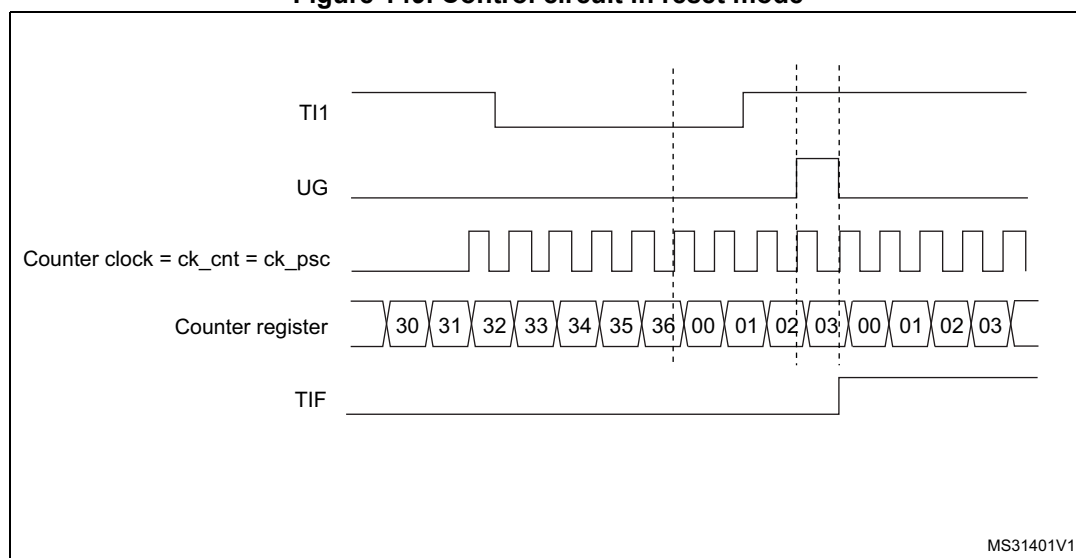 Figure Control circuit in reset mode
TI1
UG
Counter clock = ck_cnt = ck_psc
Counter register 30 31 32 33 34 35 36 00 01 02 03 00 01 02 03
TIF
MS31401V1